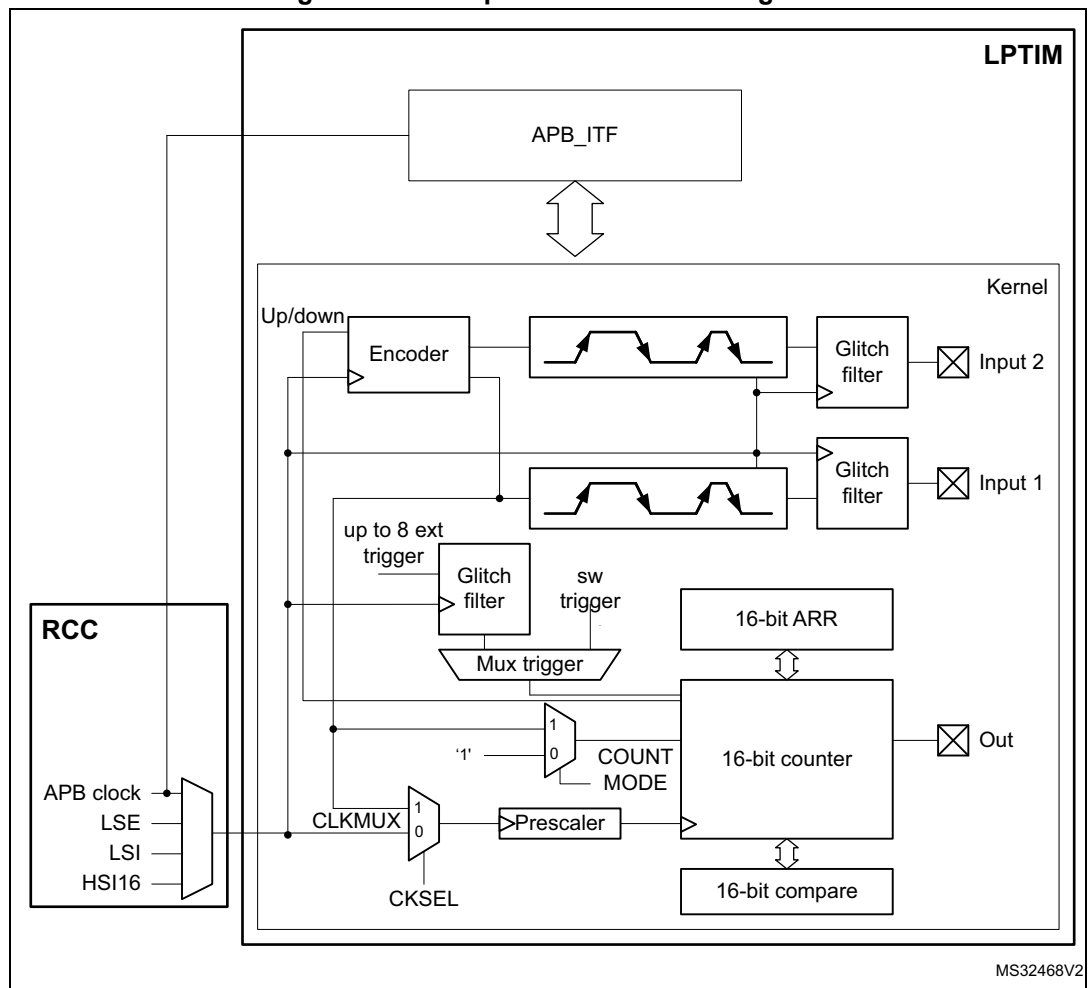 LPTIM
APB_ITF
Kernel
Up/down
Encoder
Glitch
filter
Input 2
Glitch
filter
Input 1
up to 8 ext
trigger
Glitch
filter
sw
trigger
16-bit ARR
RCC
Mux trigger
1
'1'
0
COUNT
MODE
16-bit counter
Out
APB clock
LSE
LSI
HSI16
CLKMUX
1
0
Prescaler
CKSEL
16-bit compare
MS32468V2